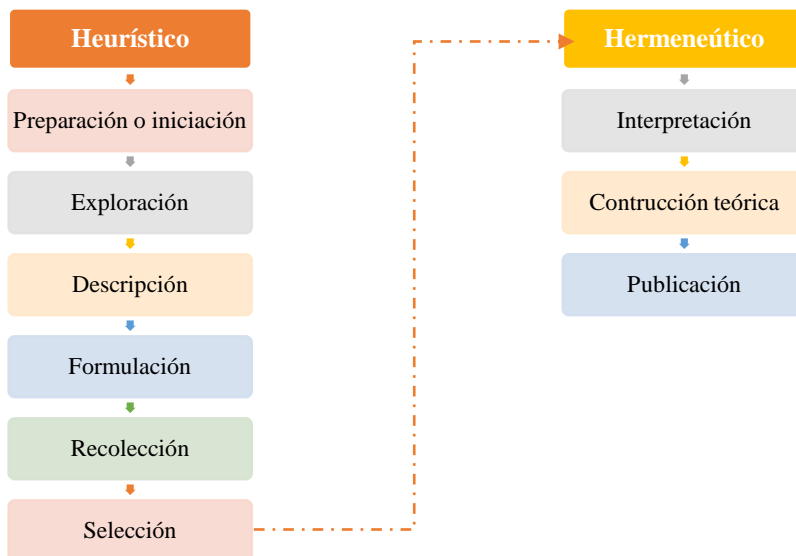 Heurístico
Preparación o iniciación
Exploración
Descripción
Formulación
Recolección
Selección
Hermeneútico
Interpretación
Contrucción teórica
Publicación